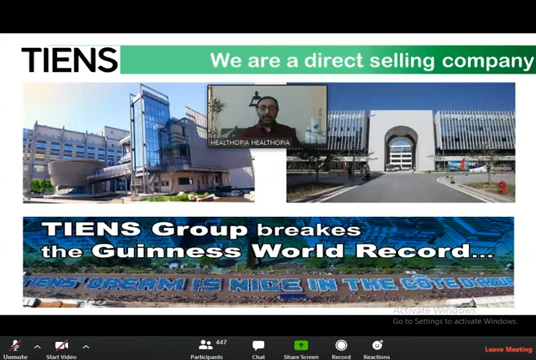 TIENS
We are a direct selling company
HEALTHOPIA HEALTHOPIA
TIENS Group breakes
the Guinness World Record...
TIENS' DREAM IS NICE IN THE CÔTE D'AZUR
Activate Windows
Go to Settings to activate Windows.
Unmute
Start Video
447
Participants
Chat
Share Screen
Record
Reactions
Leave Meeting